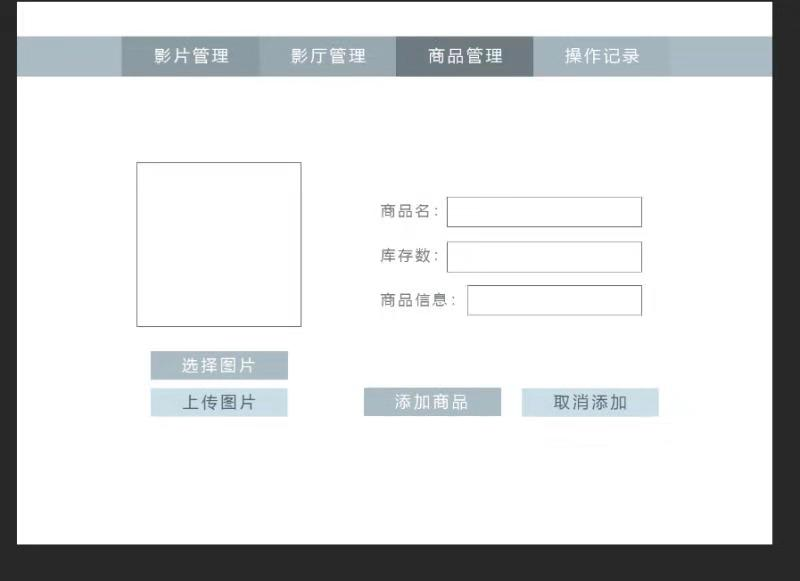 影片管理 影厅管理 商品管理 操作记录
商品名：
库存数：
商品信息：
选择图片
上传图片 添加商品 取消添加